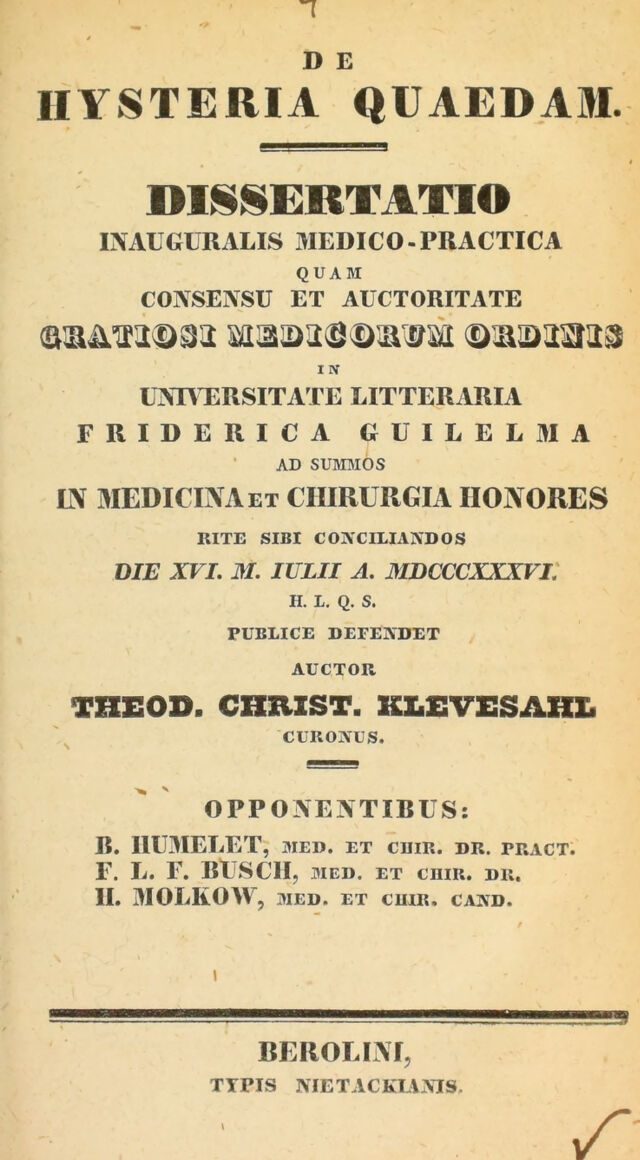 DE
HYSTERIA QUAEDAM.
DISSERTATIO
INAUGURALIS MEDICO-PRACTICA
QUAM
CONSENSU ET AUCTORITATE
GRATIOSI MEDICORUM ORDINIS
IN
UNIVERSITATE LITTERARIA
FRIDERICA GUILELMA
AD SUMMOS
IN MEDICINA ET CHIRURGIA HONORES
RITE SIBI CONCILIANDOS
DIE XVI. M. IULII A. MDCCCXXXVI.
H. L. Q. S.
PUBLICE DEFENDET
AUCTOR
THEOD. CHRIST. KLEVESAHL
CURONUS.
OPPONENTIBUS:
B. HUMELET, MED. ET CHIR. DR. PRACT.
F. L. F. BUSCH, MED. ET CHIR. DR.
H. MOLKOW, MED. ET CHIR. CAND.
BEROLINI,
TYPIS NIETACKIANIS.